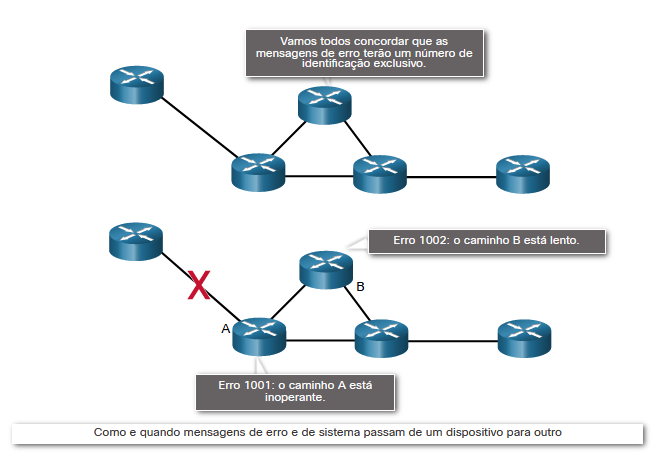 Vamos todos concordar que as
mensagens de erro terão um número de
identificação exclusivo.
Erro 1002: o caminho B está lento.
B
A
Erro 1001: o caminho A está
inoperante.
Como e quando mensagens de erro e de sistema passam de um dispositivo para outro